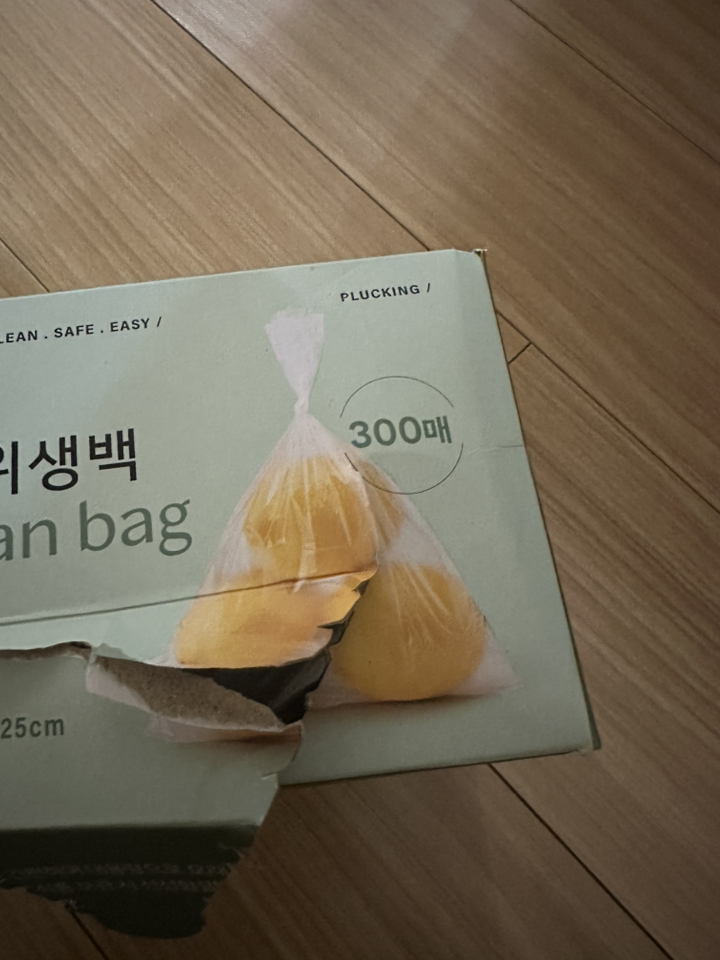 PLUCKING /
LEAN . SAFE . EASY /
300매
위생백
an bag
25cm